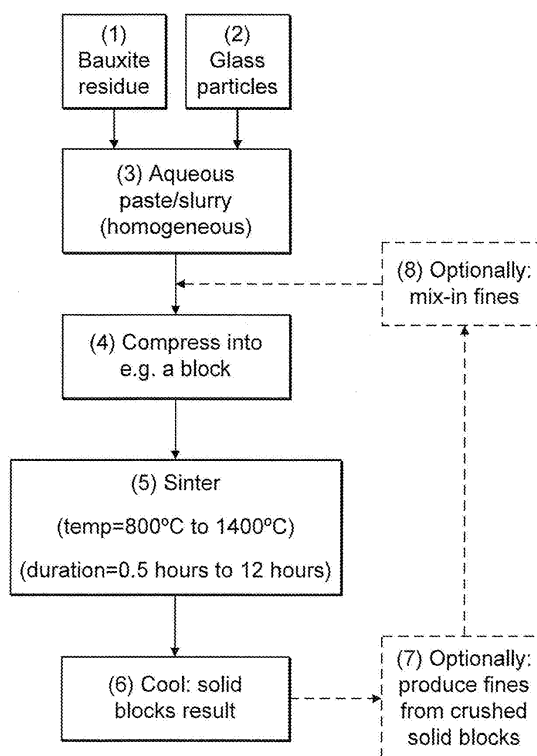 (1)
Bauxite
residue
(2)
Glass
particles
(3) Aqueous
paste/slurry
(homogeneous)
(8) Optionally:
mix-in fines
(4) Compress into
e.g. a block
(5) Sinter
(temp=800ºC to 1400ºC)
(duration=0.5 hours to 12 hours)
(6) Cool: solid
blocks result
(7) Optionally:
produce fines
from crushed
solid blocks